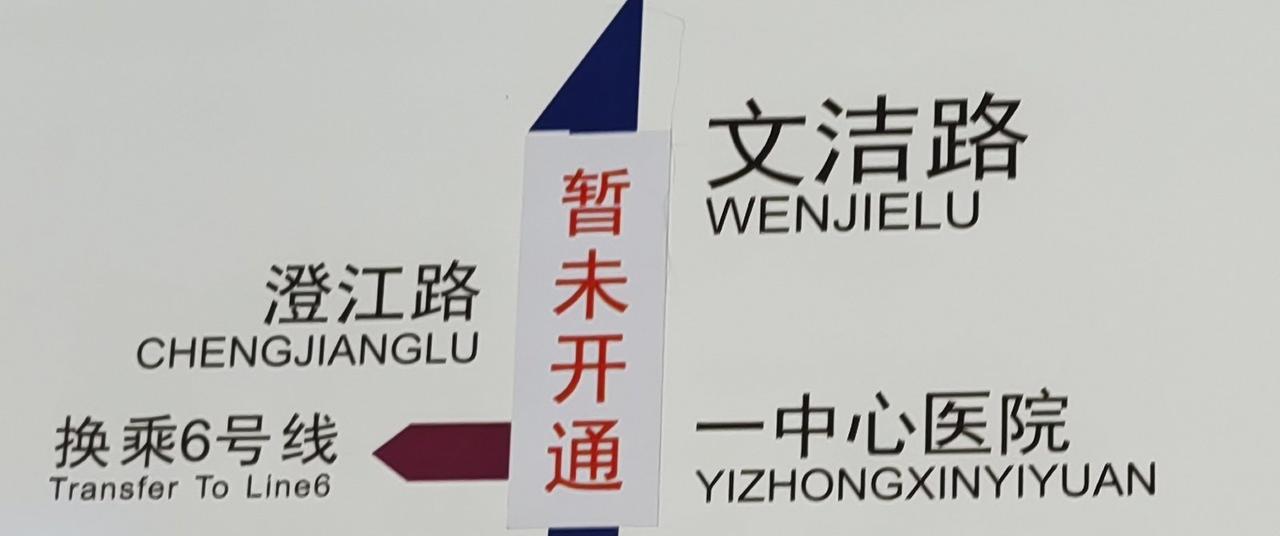 文洁路
WENJIELU
暂未开通
澄江路
CHENGJIANGLU
换乘6号线
Transfer To Line6
一中心医院
YIZHONGXINYIYUAN